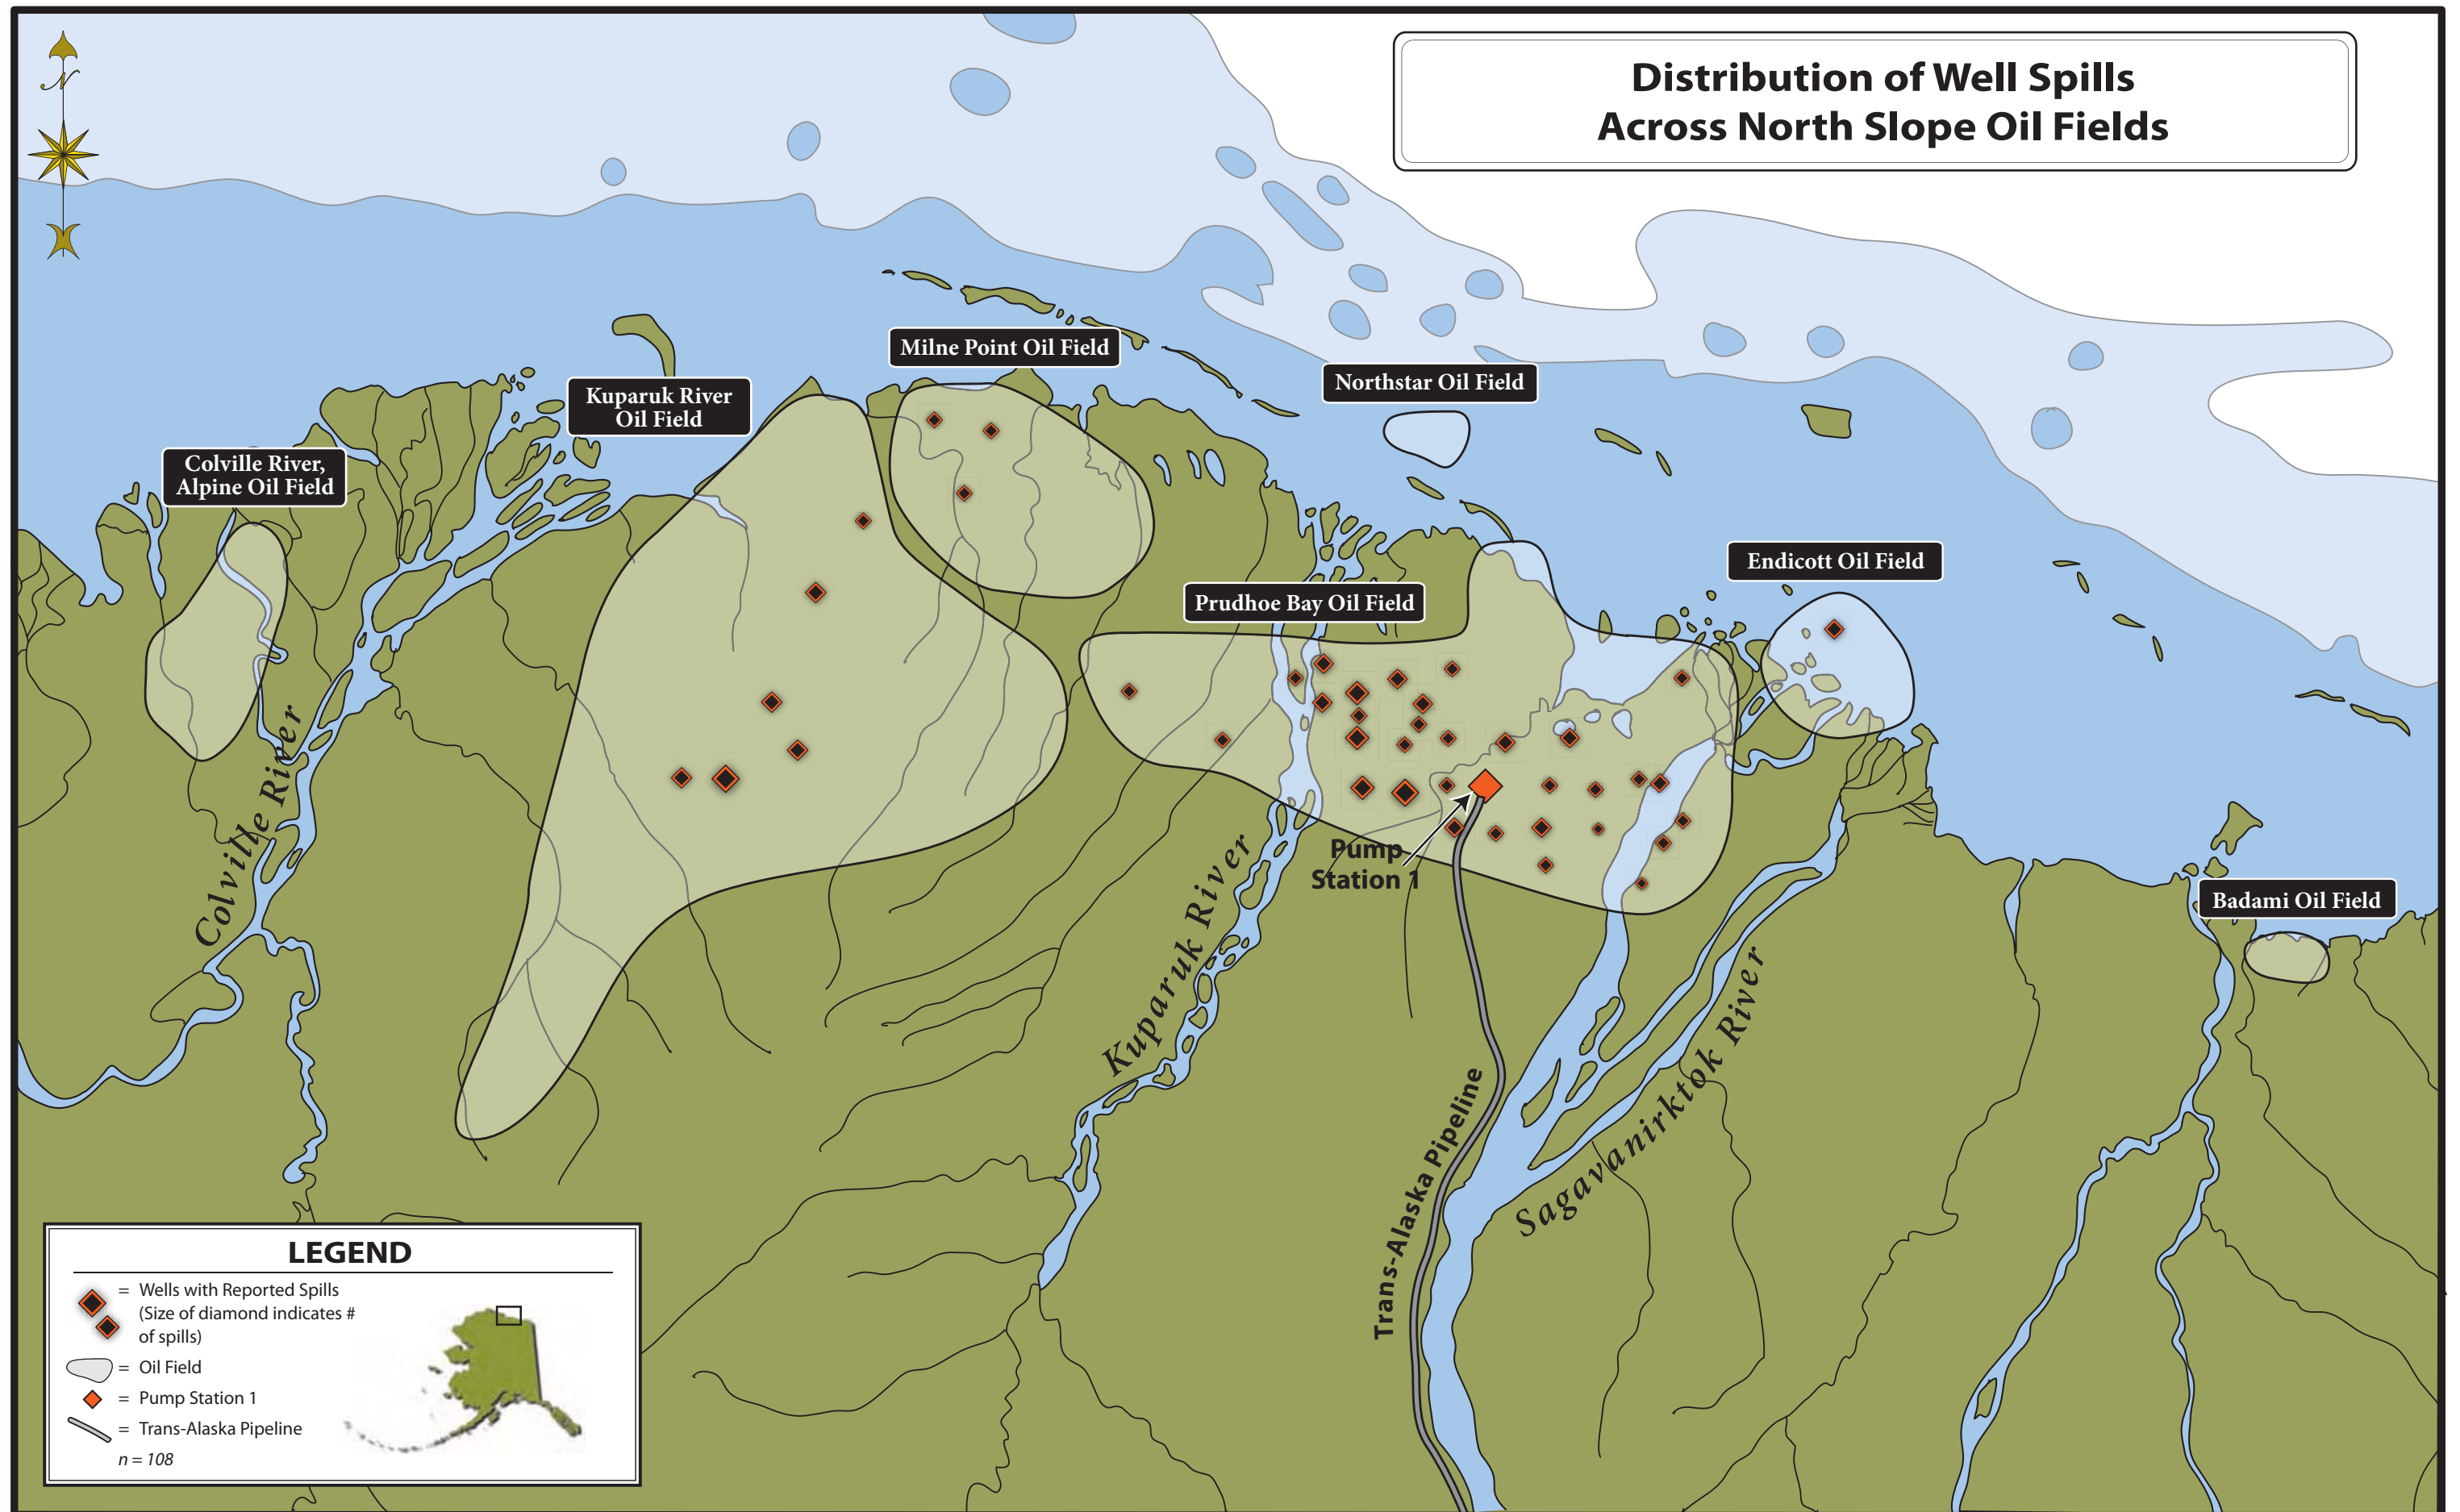 N
Distribution of Well Spills
Across North Slope Oil Fields
Milne Point Oil Field
Northstar Oil Field
Kuparuk River
Oil Field
Colville River,
Alpine Oil Field
Endicott Oil Field
Prudhoe Bay Oil Field
Pump
Station 1
Badami Oil Field
Colville River
Kuparuk River
Sagavanirktok River
Trans-Alaska Pipeline
LEGEND
= Wells with Reported Spills
(Size of diamond indicates #
of spills)
= Oil Field
= Pump Station 1
= Trans-Alaska Pipeline
n = 108